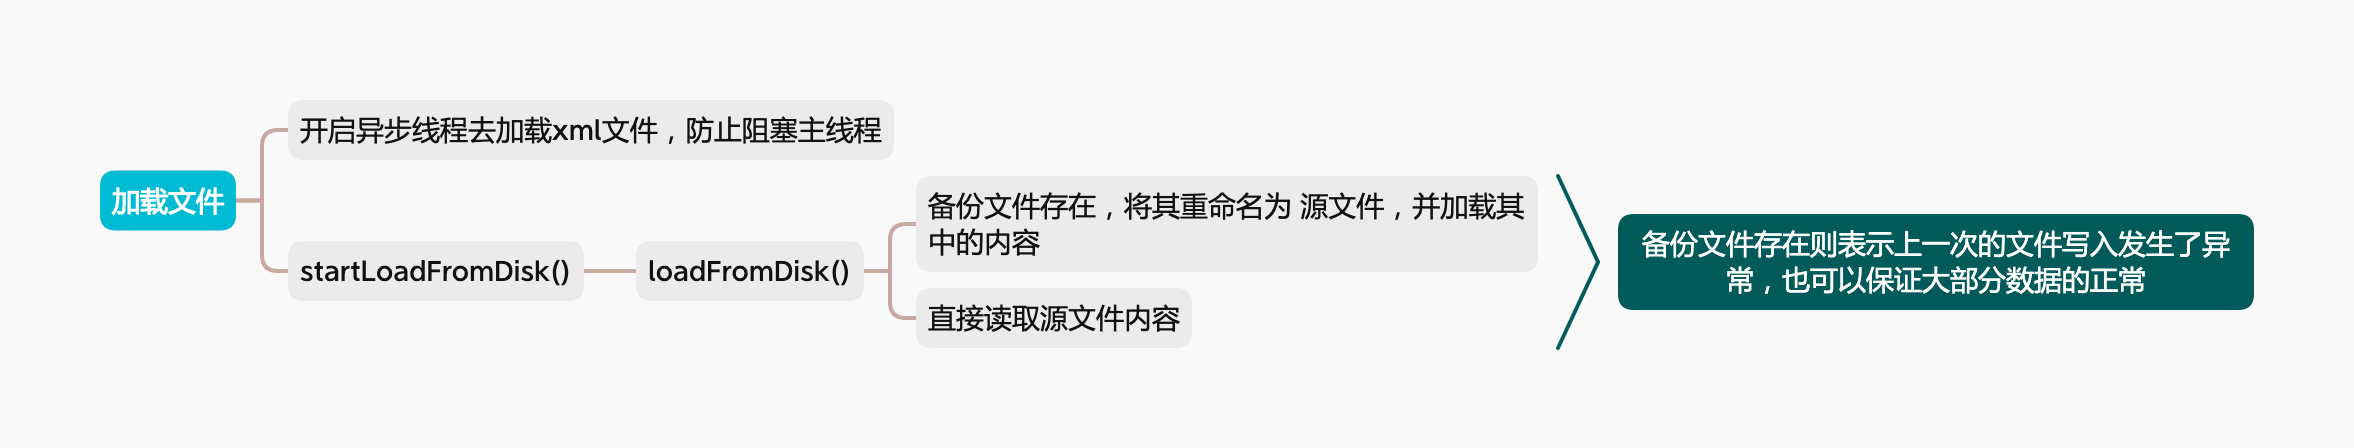 加载文件
开启异步线程去加载xml文件，防止阻塞主线程
startLoadFromDisk()
loadFromDisk()
备份文件存在，将其重命名为 源文件，并加载其
中的内容
直接读取源文件内容
备份文件存在则表示上一次的文件写入发生了异
常，也可以保证大部分数据的正常